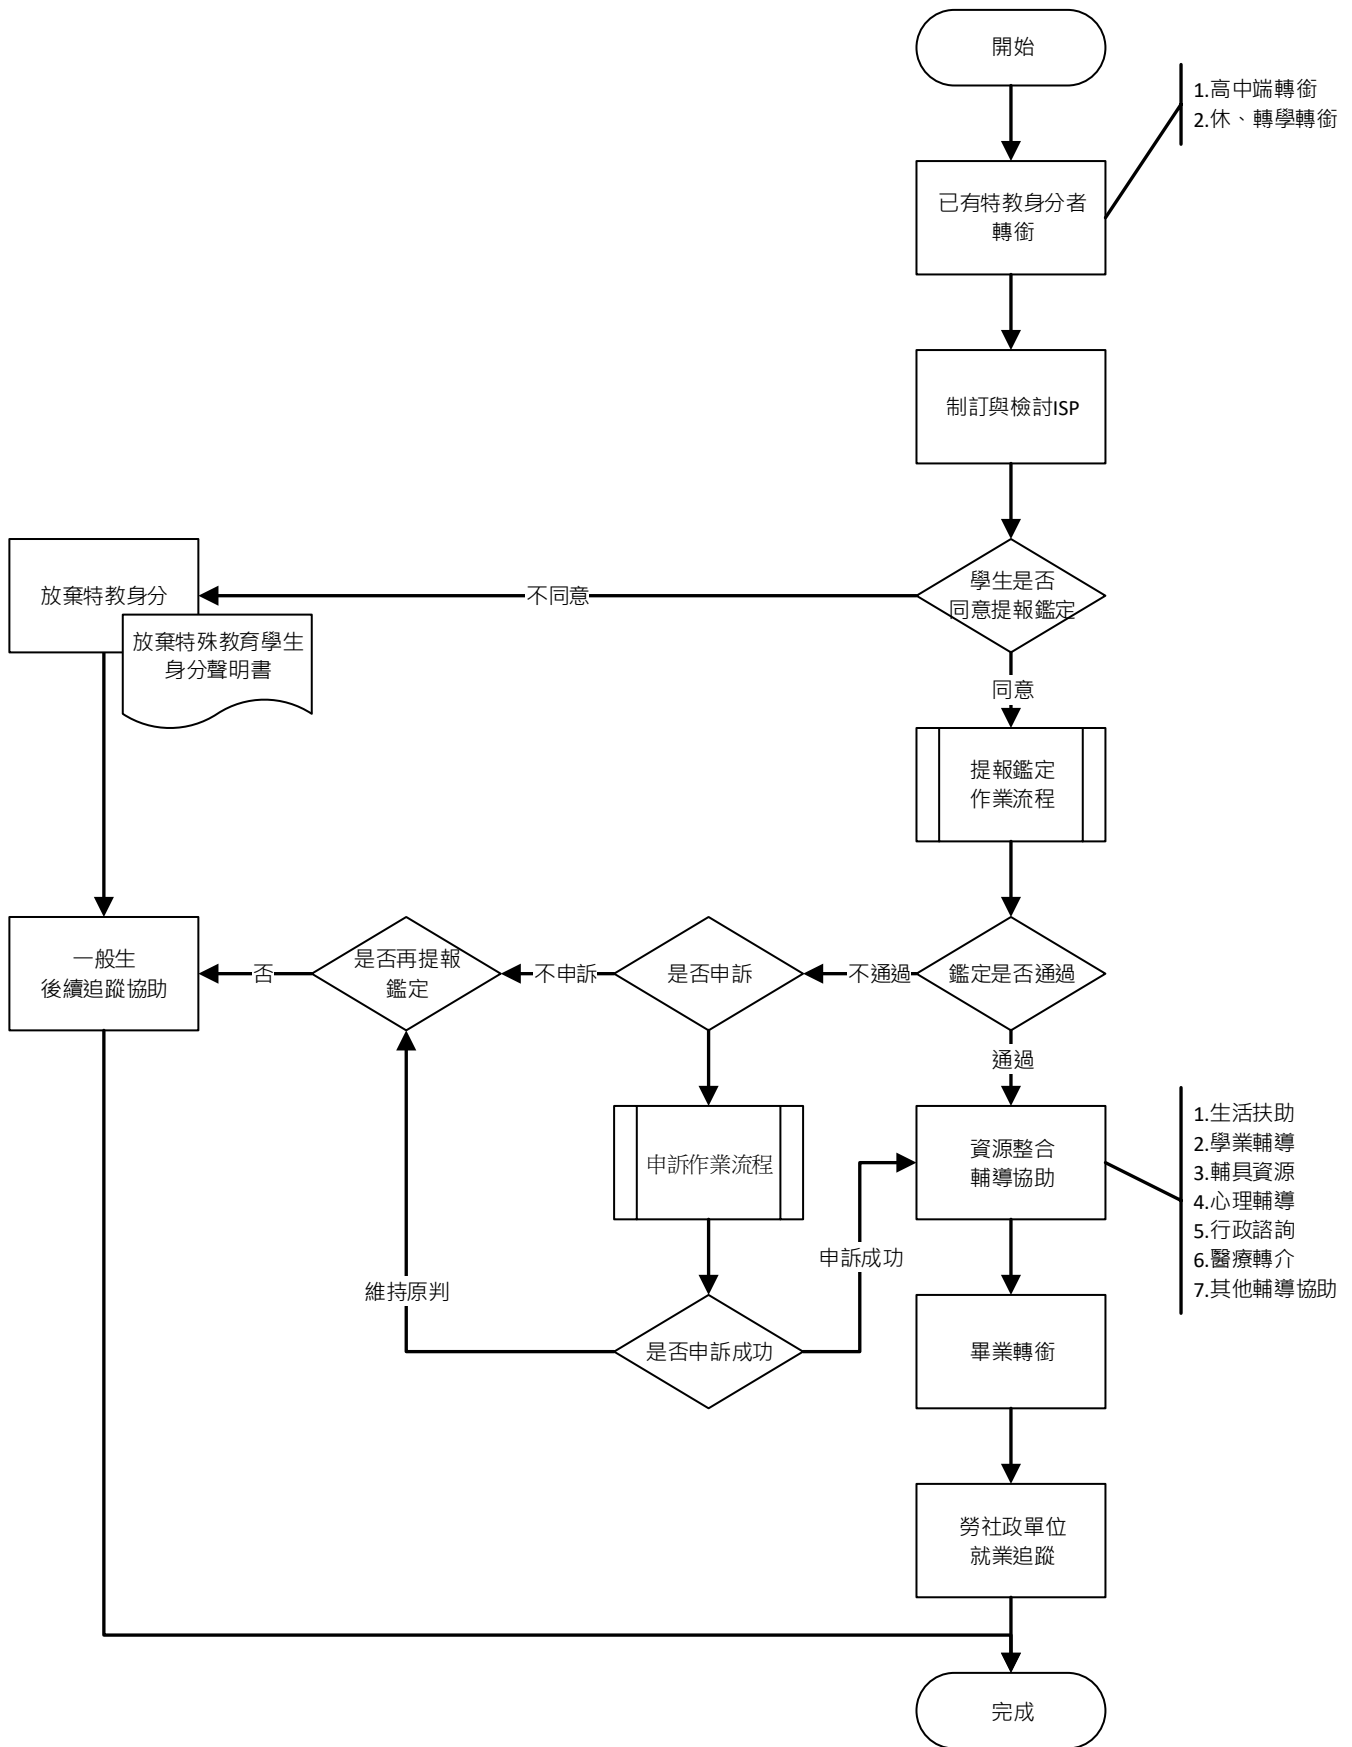 開始
1.高中端轉銜
2.休、轉學轉銜
已有特教身分者
轉銜
制訂與檢討ISP
學生是否
同意提報鑑定
不同意
放棄特教身分
放棄特殊教育學生
身分聲明書
同意
提報鑑定
作業流程
鑑定是否通過
不通過
是否申訴
不申訴
是否再提報
鑑定
否
一般生
後續追蹤協助
通過
申訴作業流程
資源整合
輔導協助
1.生活扶助
2.學業輔導
3.輔具資源
4.心理輔導
5.行政諮詢
6.醫療轉介
7.其他輔導協助
申訴成功
維持原判
是否申訴成功
畢業轉銜
勞社政單位
就業追蹤
完成